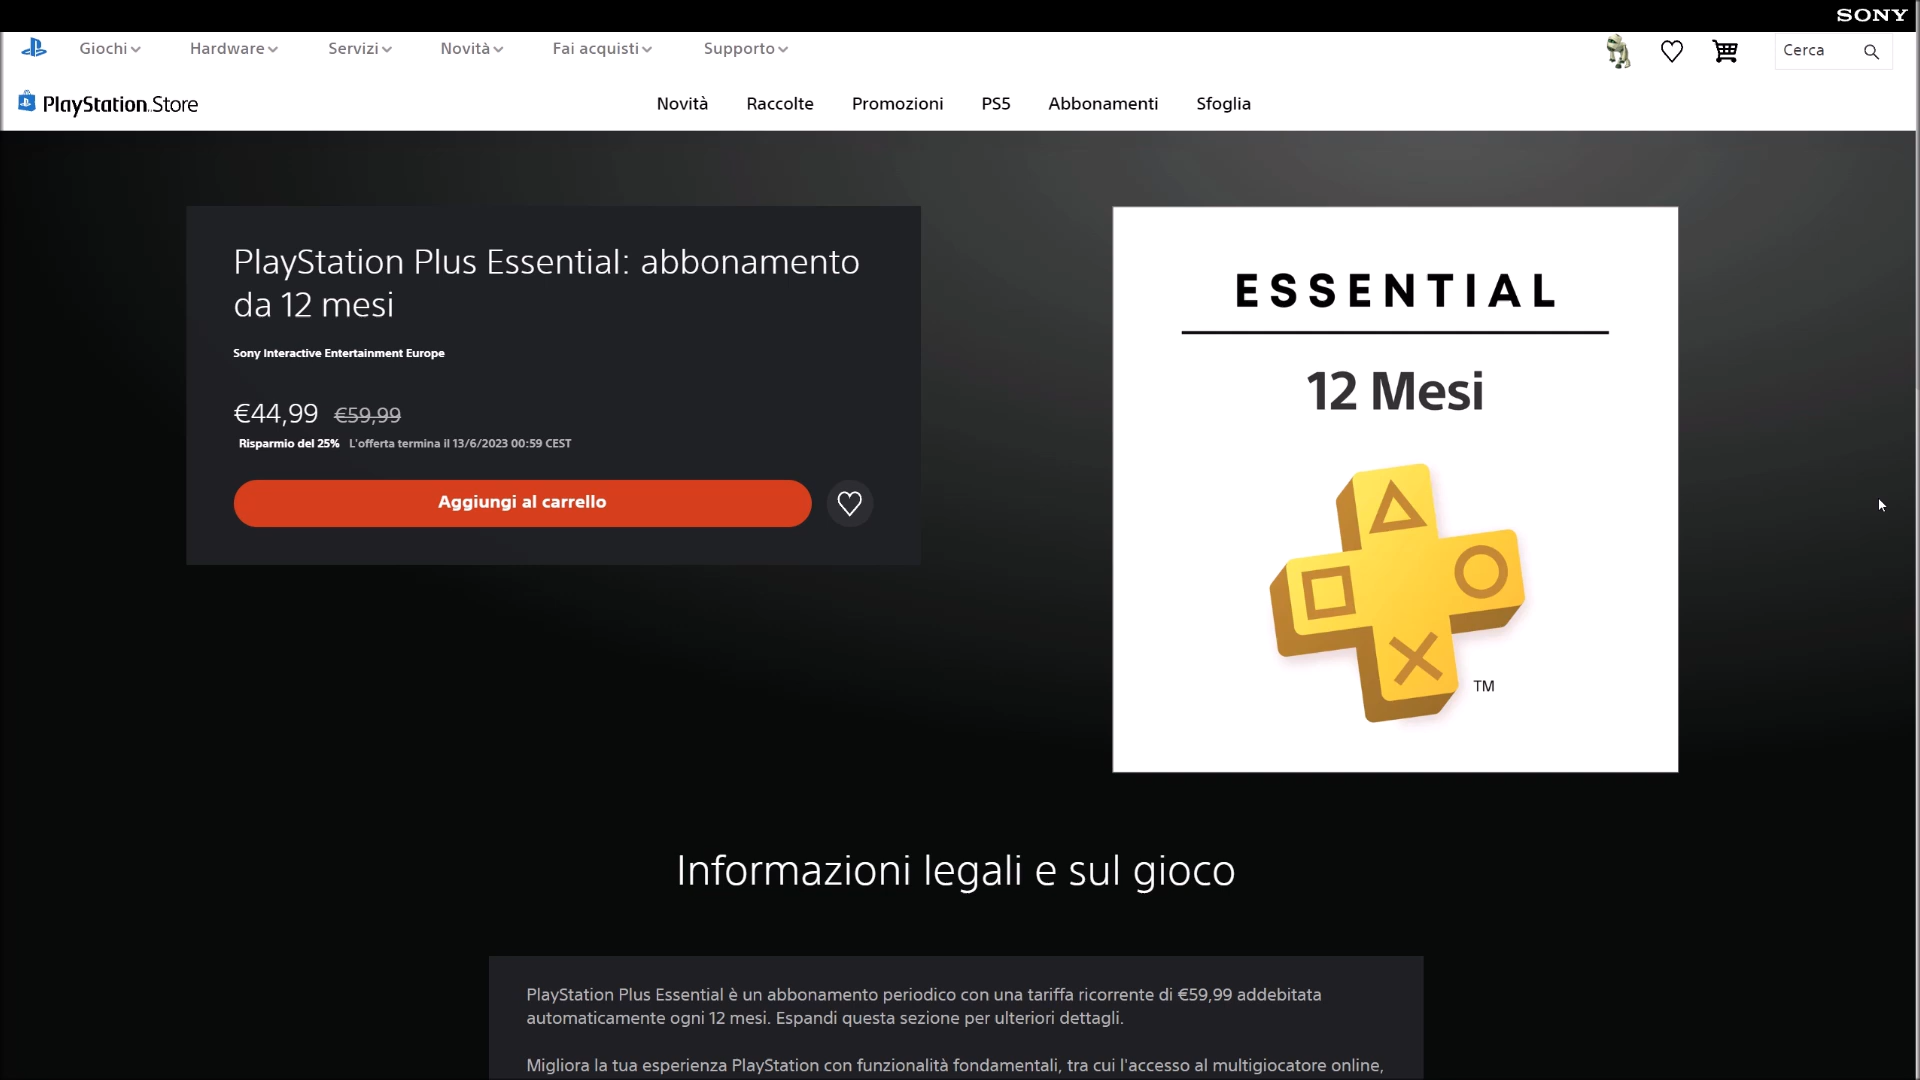 SONY
Giochi
Hardware
Servizi
Novità
Fai acquisti
Supporto
Cerca
PlayStation.Store
Novità
Raccolte
Promozioni
PS5
Abbonamenti
Sfoglia
PlayStation Plus Essential: abbonamento
da 12 mesi
Sony Interactive Entertainment Europe
€44,99 €59,99
Risparmio del 25% L'offerta termina il 13/6/2023 00:59 CEST
Aggiungi al carrello
ESSENTIAL
12 Mesi
TM
Informazioni legali e sul gioco
PlayStation Plus Essential è un abbonamento periodico con una tariffa ricorrente di €59,99 addebitata
automaticamente ogni 12 mesi. Espandi questa sezione per ulteriori dettagli.
Migliora la tua esperienza PlayStation con funzionalità fondamentali, tra cui l'accesso al multigiocatore online,